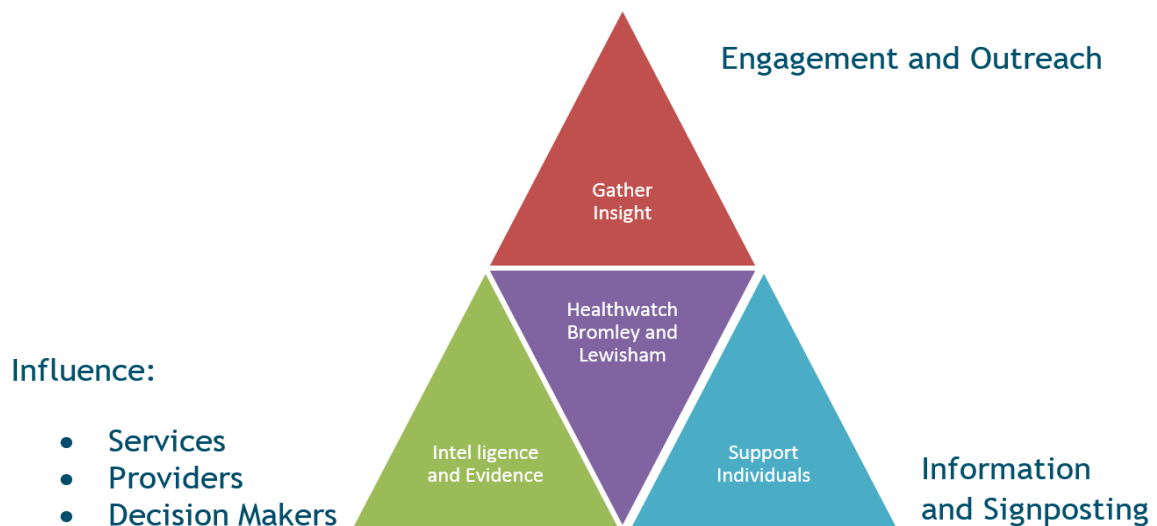 Engagement and Outreach
Gather
Insight
Healthwatch
Bromley and
Lewisham
Influence:
• Services
• Providers
• Decision Makers
Intel ligence
and Evidence
Support
Individuals
Information
and Signposting